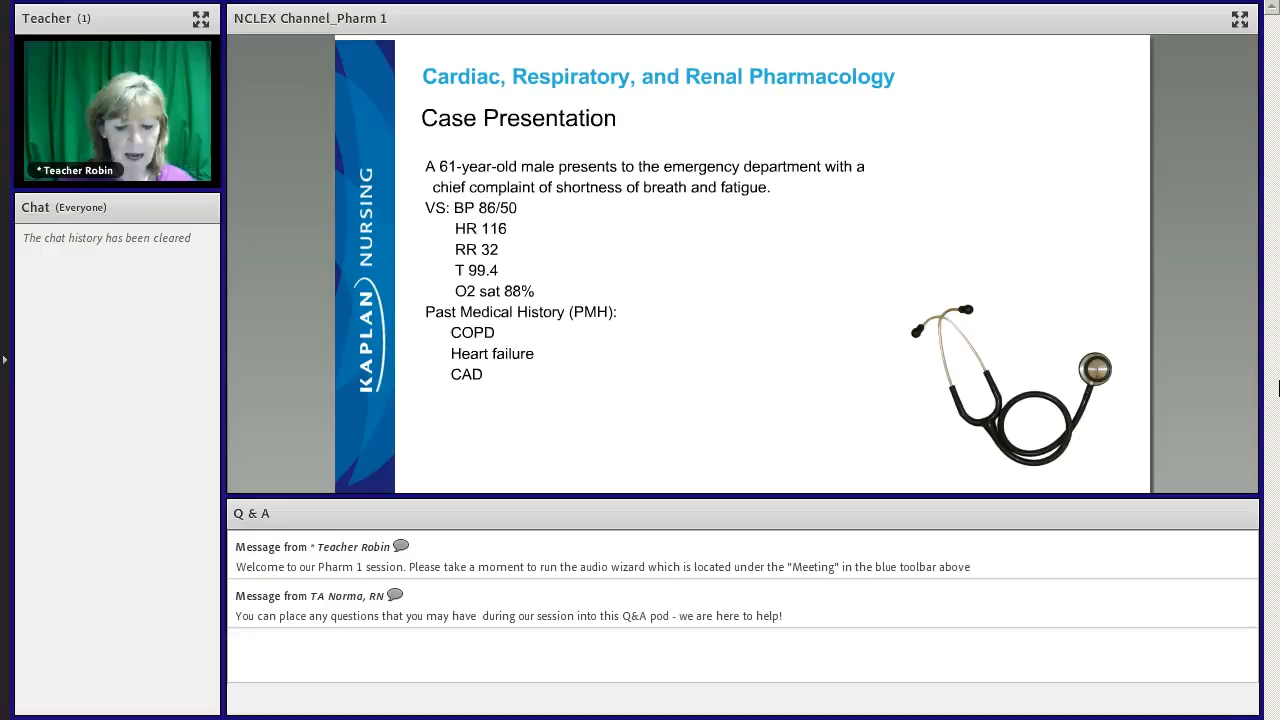 Teacher (1)
* Teacher Robin
Chat (Everyone)
The chat history has been cleared
NCLEX Channel_Pharm 1
KAPLAN NURSING
Cardiac, Respiratory, and Renal Pharmacology
Case Presentation
A 61-year-old male presents to the emergency department with a
chief complaint of shortness of breath and fatigue.
VS: BP 86/50
HR 116
RR 32
T 99.4
O2 sat 88%
Past Medical History (PMH):
COPD
Heart failure
CAD
Q & A
Message from * Teacher Robin
Welcome to our Pharm 1 session. Please take a moment to run the audio wizard which is located under the "Meeting" in the blue toolbar above
Message from TA Norma, RN
You can place any questions that you may have during our session into this Q&A pod - we are here to help!